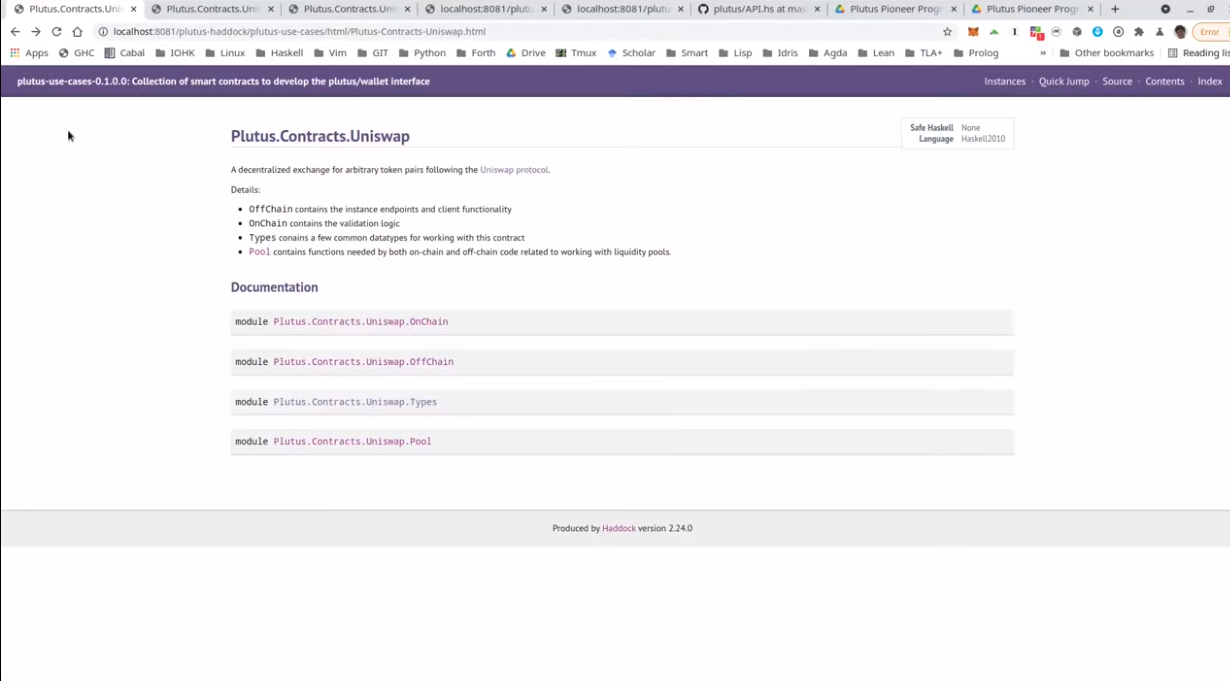 Plutus.Contracts.Unis
Plutus.Contracts.Uni
Plutus.Contracts.Uni
localhost:8081/plut
localhost:8081/plut
plutus/API.hs at mas
Plutus Pioneer Prog
Plutus Pioneer Prog
localhost:8081/plutus-haddock/plutus-use-cases/html/Plutus-Contracts-Uniswap.html
Error
Apps GHC Cabal IOHK Linux Haskell Vim GIT Python Forth Drive Tmux Scholar Smart Lisp Idris Agda Lean TLA+ Prolog » Other bookmarks Reading lis
plutus-use-cases-0.1.0.0: Collection of smart contracts to develop the plutus/wallet interface
Instances · Quick Jump · Source · Contents · Index
Plutus.Contracts.Uniswap
Safe Haskell None
Language Haskell2010
A decentralized exchange for arbitrary token pairs following the Uniswap protocol.
Details:
• OffChain contains the instance endpoints and client functionality
• OnChain contains the validation logic
• Types conains a few common datatypes for working with this contract
• Pool contains functions needed by both on-chain and off-chain code related to working with liquidity pools.
Documentation
module Plutus.Contracts.Uniswap.OnChain
module Plutus.Contracts.Uniswap.OffChain
module Plutus.Contracts.Uniswap.Types
module Plutus.Contracts.Uniswap.Pool
Produced by Haddock version 2.24.0